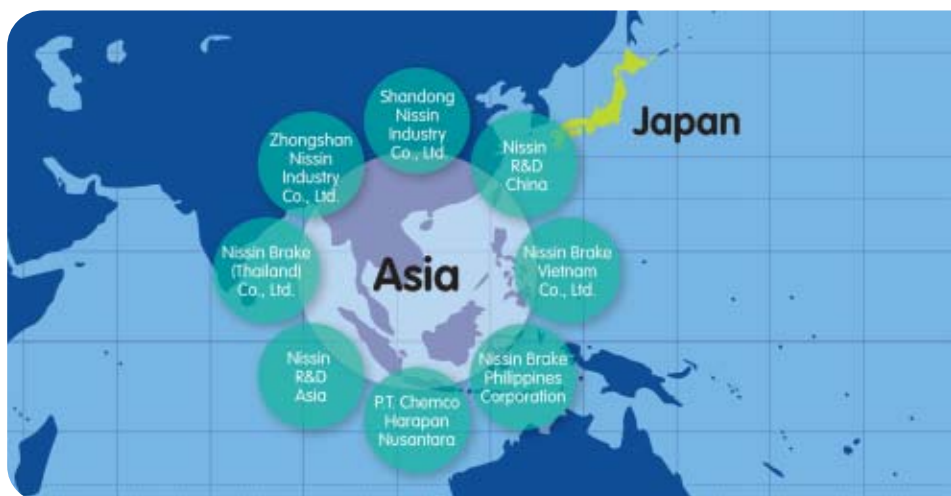 Shandong
Nissin
Industry
Co., Ltd.
Zhongshan
Nissin
Industry
Co., Ltd.
Nissin
R&D
China
Japan
Nissin Brake
(Thailand)
Co., Ltd.
Asia
Nissin Brake
Vietnam
Co., Ltd.
Nissin
R&D
Asia
P.T. Chemco
Harapan
Nusantara
Nissin Brake
Philippines
Corporation